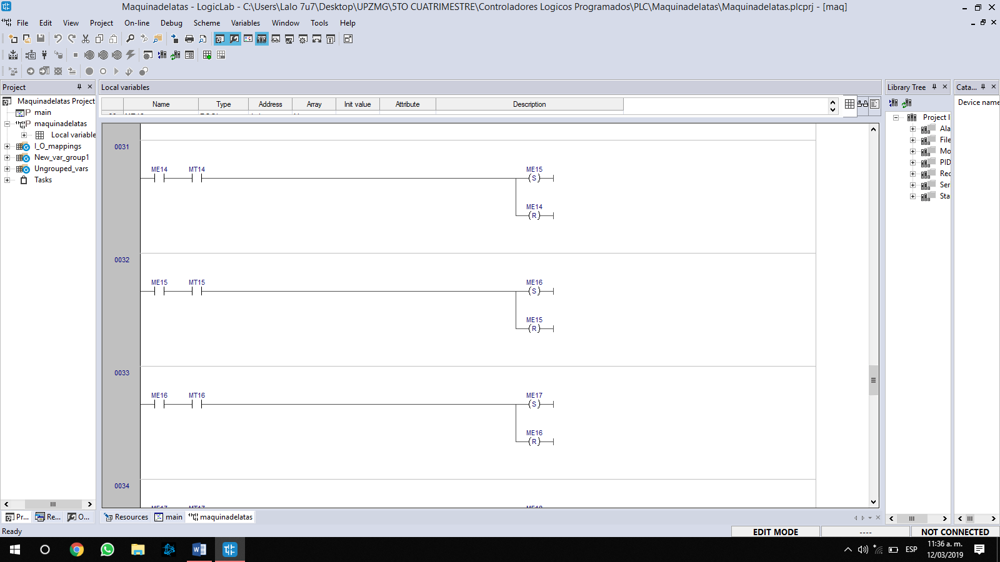 Maquinadelatas - LogicLab - C:\Users\Lalo 7u7\Desktop\UPZMG\5TO CUATRIMESTRE\Controladores Logicos Programados\PLC\Maquinadelatas\Maquinadelatas.plcprj - [maq]
File Edit View Project On-line Debug Scheme Variables Window Tools Help
Project
Maquinadelatas Project
main
maquinadelatas
Local variable
I_O_mappings
New_var_group1
Ungrouped_vars
Tasks
Pr... Re... O...
Local variables
Name Type Address Array Init value Attribute Description
0031
ME14 MT14 ME15
S
ME14
R
0032
ME15 MT15 ME16
S
ME15
R
0033
ME16 MT16 ME17
S
ME16
R
0034
ME17 MT17 ME18
Resources main maquinadelatas
Library Tree
Project l
Ala
File
Mo
PID
Rec
Ser
Sta
Cata...
Device name
Ready
EDIT MODE ---- NOT CONNECTED
ESP
11:36 a. m.
12/03/2019